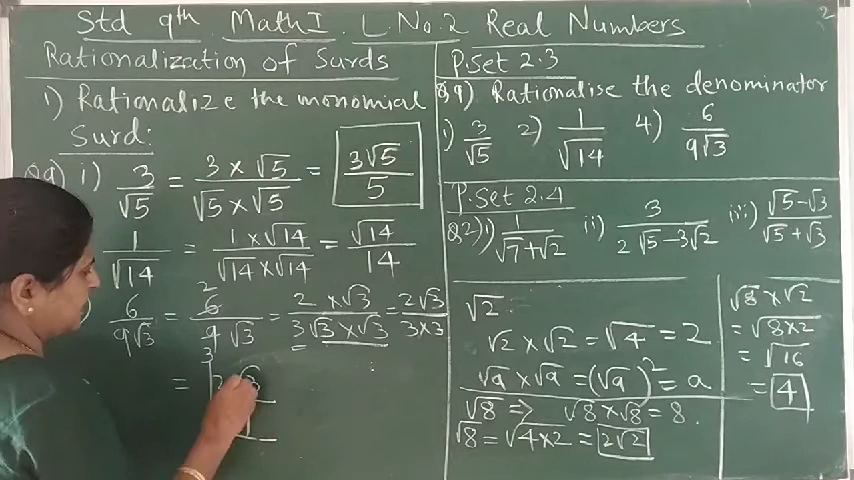 Std 9th Math I L.No.2 Real Numbers
2
Rationalization of Surds
i) Rationalize the monomial
Surd:
Q9) i) 3/√5 = 3 × √5 / √5 × √5 = 3√5/5
1/√14 = 1 × √14 / √14 × √14 = √14/14
) 6/9√3 = 6/9√3 = 2 × √3 / 3√3 × √3 = 2√3 / 3×3
2
3
=
P.Set 2.3
Q9) Rationalise the denominator
i) 3/√5 2) 1/√14 4) 6/9√3
P.Set 2.4
Q2) i) 1/√7+√2 ii) 3/2√5−3√2 iii) √5−√3/√5+√3
√2
√2 × √2 = √4 = 2
√a × √a = (√a)² = a
√8 ⇒ √8 × √8 = 8.
√8 = √4×2 = 2√2
√8 × √2
= √8×2
= √16
= 4